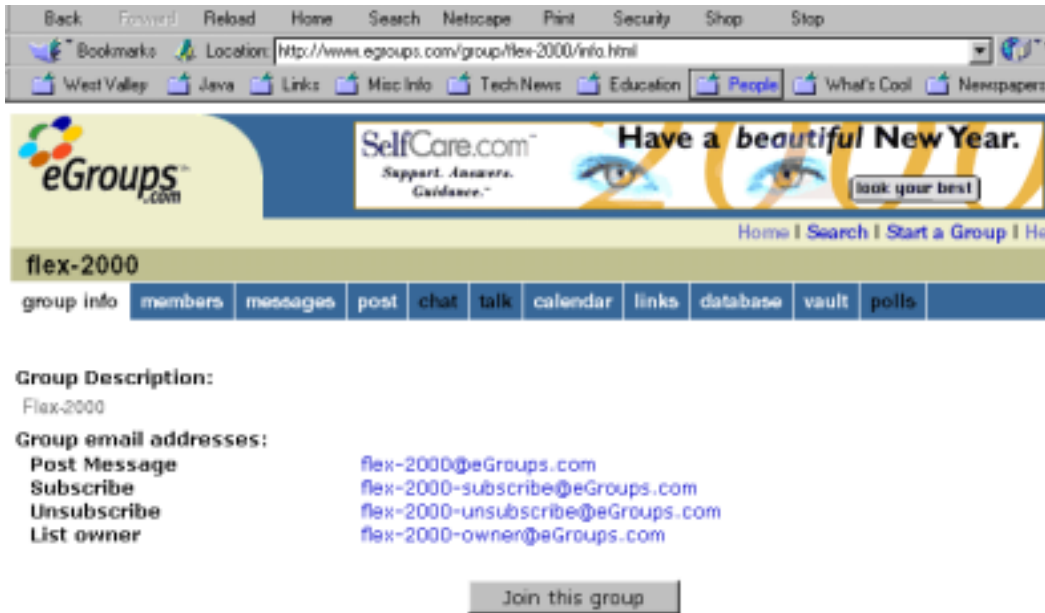 Back Forward Reload Home Search Netscape Print Security Shop Stop
Bookmarks Location: http://www.egroups.com/group/flex-2000/info.html
West Valley Java Links Misc Info Tech News Education People What's Cool Newspapers
eGroups.com™
SelfCare.com™
Support. Answers.
Guidance.™
Have a beautiful New Year.
2000
look your best
Home | Search | Start a Group | He
flex-2000
group info members messages post chat talk calendar links database vault polls
Group Description:
Flex-2000
Group email addresses:
Post Message flex-2000@eGroups.com
Subscribe flex-2000-subscribe@eGroups.com
Unsubscribe flex-2000-unsubscribe@eGroups.com
List owner flex-2000-owner@eGroups.com
Join this group